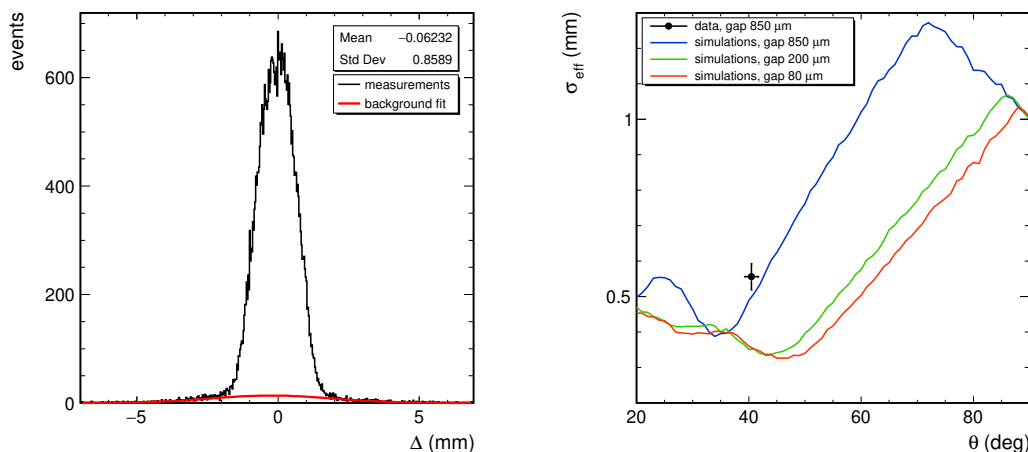 events
Mean −0.06232
Std Dev 0.8589
measurements
background fit
600
400
200
0
−5 0 5
Δ (mm)
σeff (mm)
data, gap 850 μm
simulations, gap 850 μm
simulations, gap 200 μm
simulations, gap 80 μm
1
0.5
20 40 60 80
θ (deg)